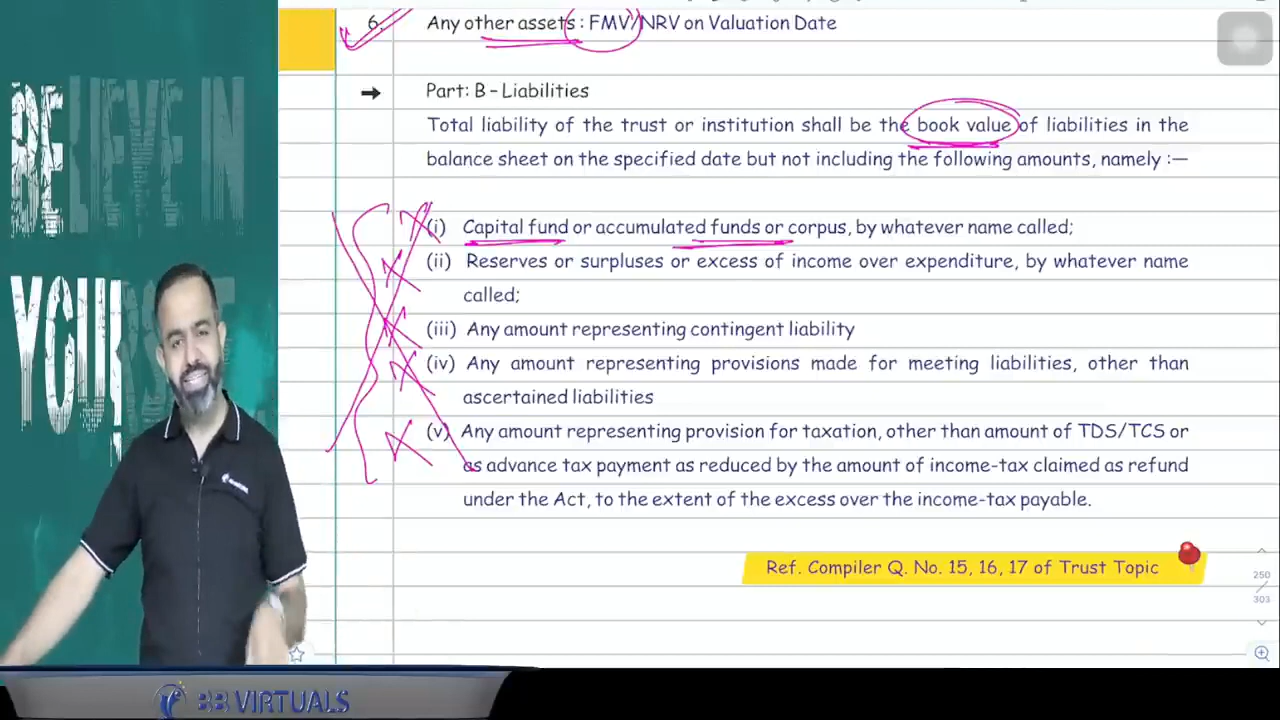 6. Any other assets : FMV/NRV on Valuation Date
Part: B – Liabilities
Total liability of the trust or institution shall be the book value of liabilities in the
balance sheet on the specified date but not including the following amounts, namely :—
(i) Capital fund or accumulated funds or corpus, by whatever name called;
(ii) Reserves or surpluses or excess of income over expenditure, by whatever name
called;
(iii) Any amount representing contingent liability
(iv) Any amount representing provisions made for meeting liabilities, other than
ascertained liabilities
(v) Any amount representing provision for taxation, other than amount of TDS/TCS or
as advance tax payment as reduced by the amount of income-tax claimed as refund
under the Act, to the extent of the excess over the income-tax payable.
Ref. Compiler Q. No. 15, 16, 17 of Trust Topic
250
303
BELIEVE IN
BB VIRTUALS